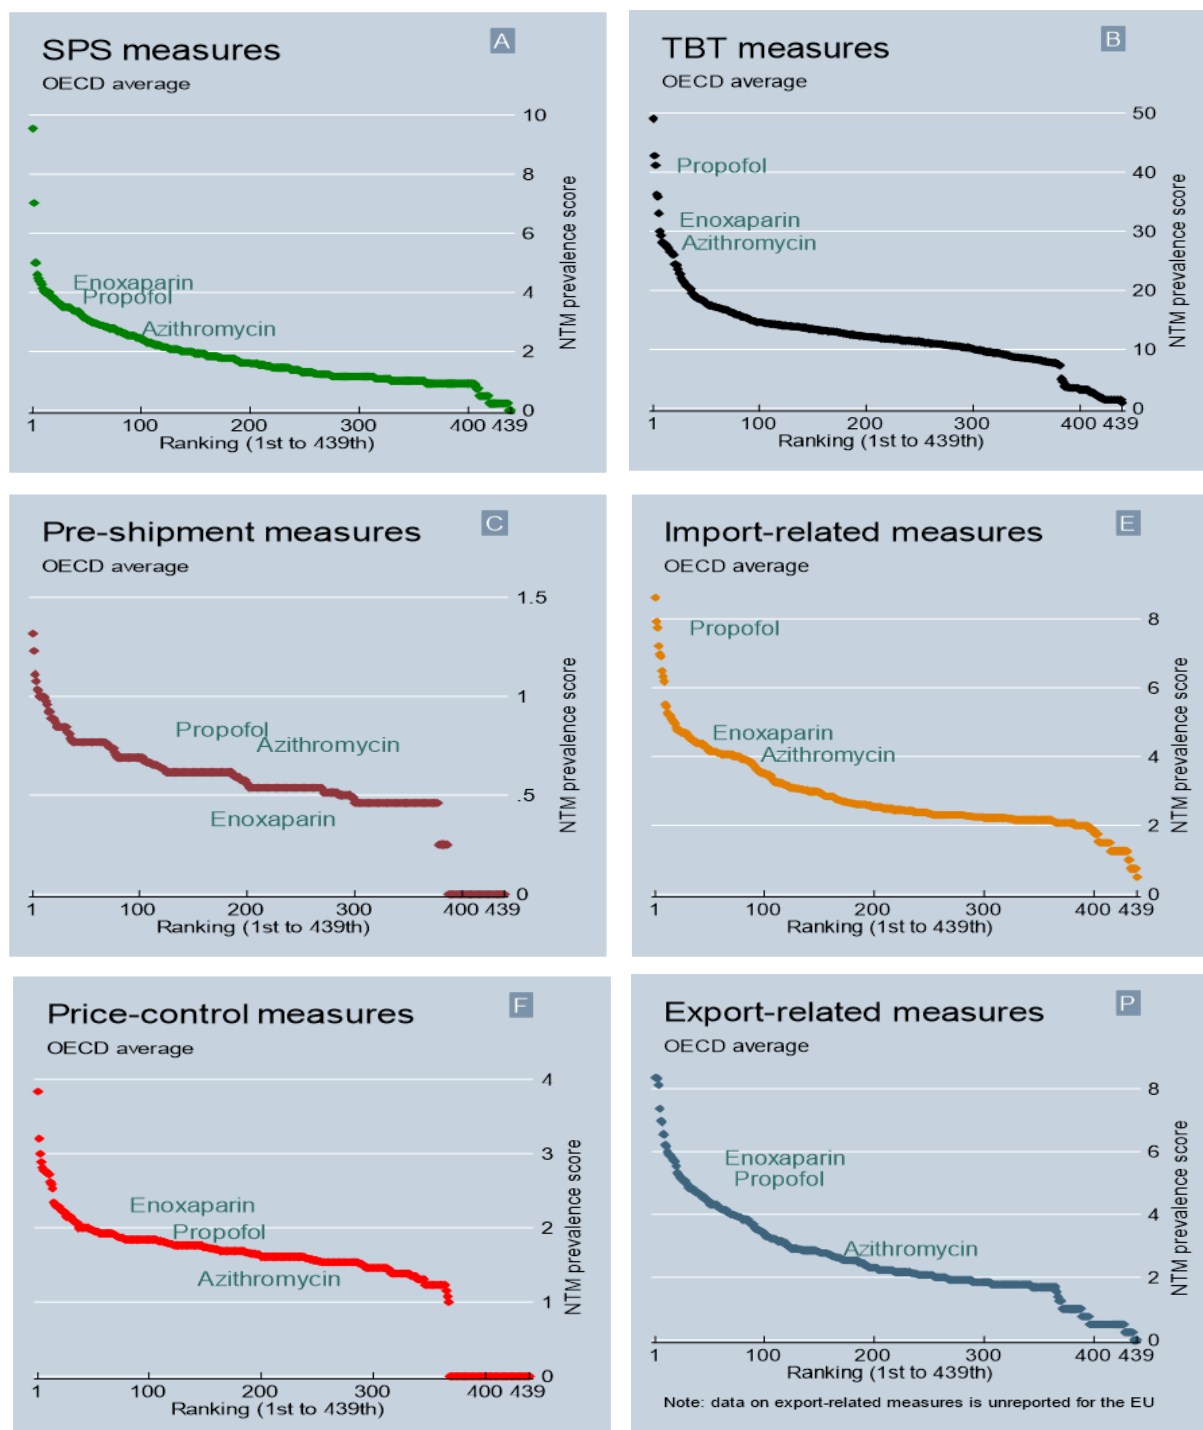 SPS measures
A
OECD average
10
8
6
4
2
0
NTM prevalence score
Enoxaparin
Propofol
Azithromycin
1
100
200
300
400
439
Ranking (1st to 439th)
TBT measures
B
OECD average
50
40
30
20
10
0
NTM prevalence score
Propofol
Enoxaparin
Azithromycin
1
100
200
300
400
439
Ranking (1st to 439th)
Pre-shipment measures
C
OECD average
1.5
1
.5
0
NTM prevalence score
Propofol
Azithromycin
Enoxaparin
1
100
200
300
400
439
Ranking (1st to 439th)
Import-related measures
E
OECD average
8
6
4
2
0
NTM prevalence score
Propofol
Enoxaparin
Azithromycin
1
100
200
300
400
439
Ranking (1st to 439th)
Price-control measures
F
OECD average
4
3
2
1
0
NTM prevalence score
Enoxaparin
Propofol
Azithromycin
1
100
200
300
400
439
Ranking (1st to 439th)
Export-related measures
P
OECD average
8
6
4
2
0
NTM prevalence score
Enoxaparin
Propofol
Azithromycin
1
100
200
300
400
439
Ranking (1st to 439th)
Note: data on export-related measures is unreported for the EU